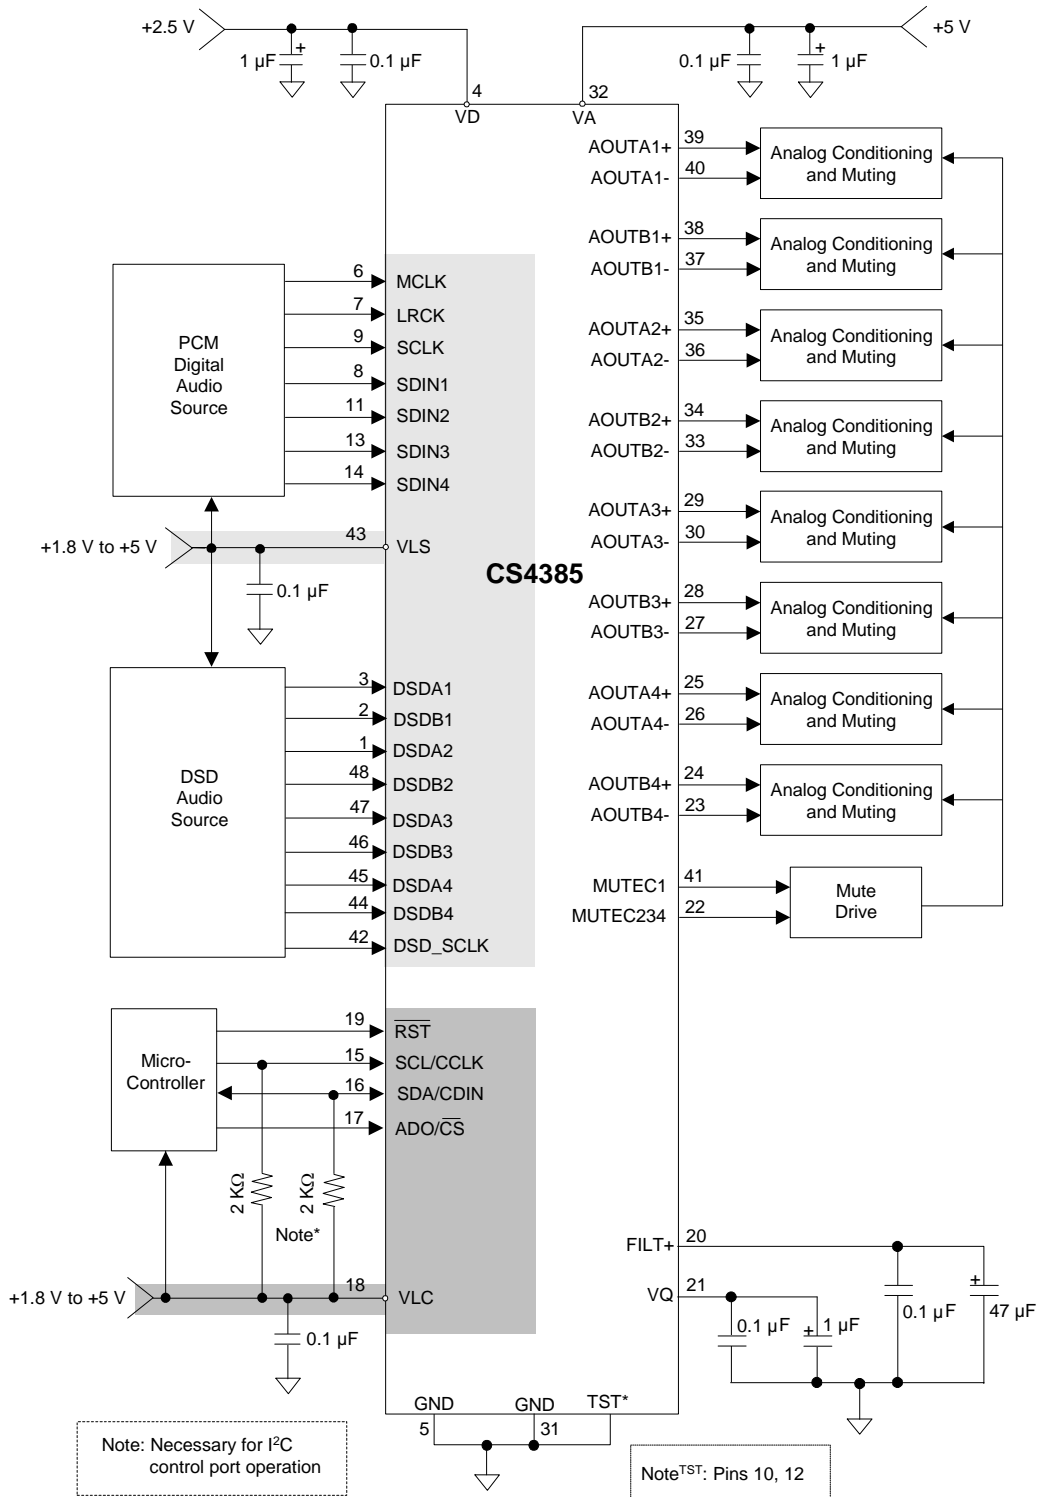 +2.5 V
+5 V
1 µF
+
0.1 µF
0.1 µF
+
1 µF
4
32
VD
VA
PCM
Digital
Audio
Source
6
MCLK
7
LRCK
9
SCLK
8
SDIN1
11
SDIN2
13
SDIN3
14
SDIN4
+1.8 V to +5 V
43
VLS
0.1 µF
CS4385
DSD
Audio
Source
3
DSDA1
2
DSDB1
1
DSDA2
48
DSDB2
47
DSDA3
46
DSDB3
45
DSDA4
44
DSDB4
42
DSD_SCLK
Micro-
Controller
19
RST
15
SCL/CCLK
16
SDA/CDIN
17
ADO/CS
2 KΩ
2 KΩ
Note*
+1.8 V to +5 V
18
VLC
0.1 µF
AOUTA1+
39
AOUTA1-
40
Analog Conditioning
and Muting
AOUTB1+
38
AOUTB1-
37
Analog Conditioning
and Muting
AOUTA2+
35
AOUTA2-
36
Analog Conditioning
and Muting
AOUTB2+
34
AOUTB2-
33
Analog Conditioning
and Muting
AOUTA3+
29
AOUTA3-
30
Analog Conditioning
and Muting
AOUTB3+
28
AOUTB3-
27
Analog Conditioning
and Muting
AOUTA4+
25
AOUTA4-
26
Analog Conditioning
and Muting
AOUTB4+
24
AOUTB4-
23
Analog Conditioning
and Muting
MUTEC1
41
MUTEC234
22
Mute
Drive
FILT+
20
VQ
21
0.1 µF
+
1 µF
0.1 µF
+
47 µF
GND
5
GND
31
TST*
Note: Necessary for I²C
control port operation
Noteᵀˢᵀ: Pins 10, 12